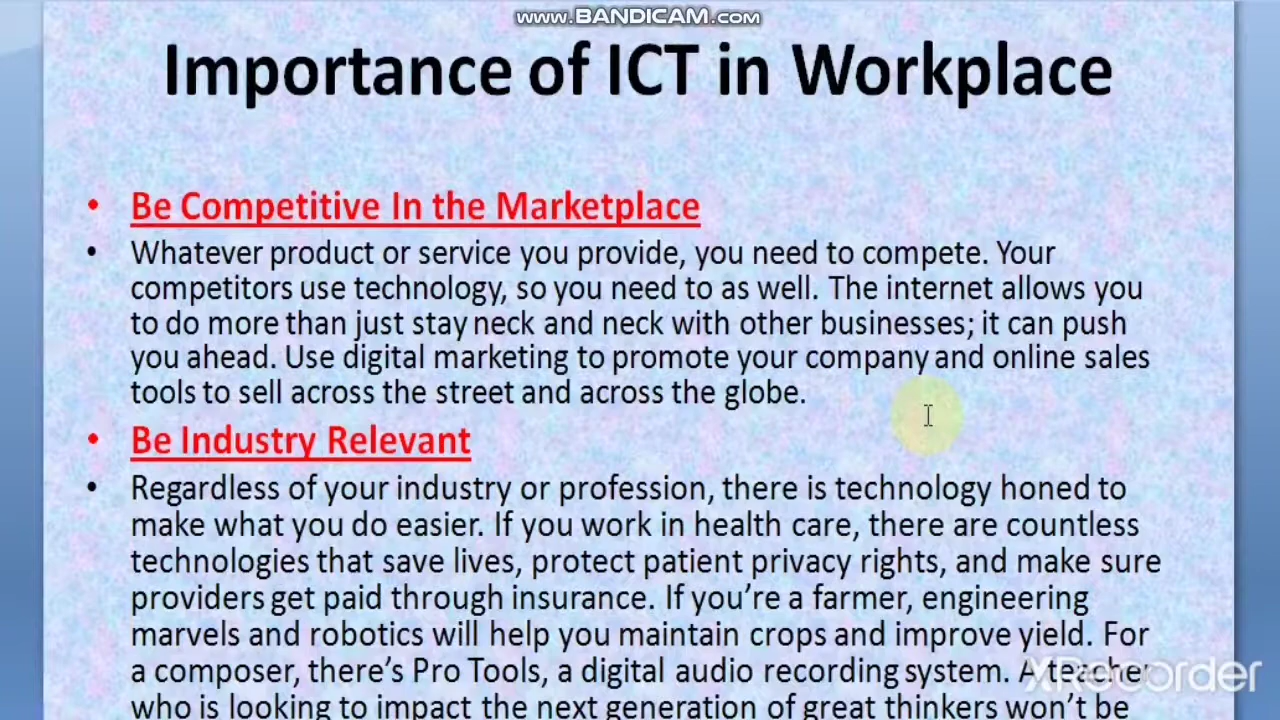 www.BANDICAM.com
Importance of ICT in Workplace
• Be Competitive In the Marketplace
• Whatever product or service you provide, you need to compete. Your
competitors use technology, so you need to as well. The internet allows you
to do more than just stay neck and neck with other businesses; it can push
you ahead. Use digital marketing to promote your company and online sales
tools to sell across the street and across the globe.
• Be Industry Relevant
• Regardless of your industry or profession, there is technology honed to
make what you do easier. If you work in health care, there are countless
technologies that save lives, protect patient privacy rights, and make sure
providers get paid through insurance. If you’re a farmer, engineering
marvels and robotics will help you maintain crops and improve yield. For
a composer, there’s Pro Tools, a digital audio recording system. A teacher
XRecorder
who is looking to impact the next generation of great thinkers won’t be